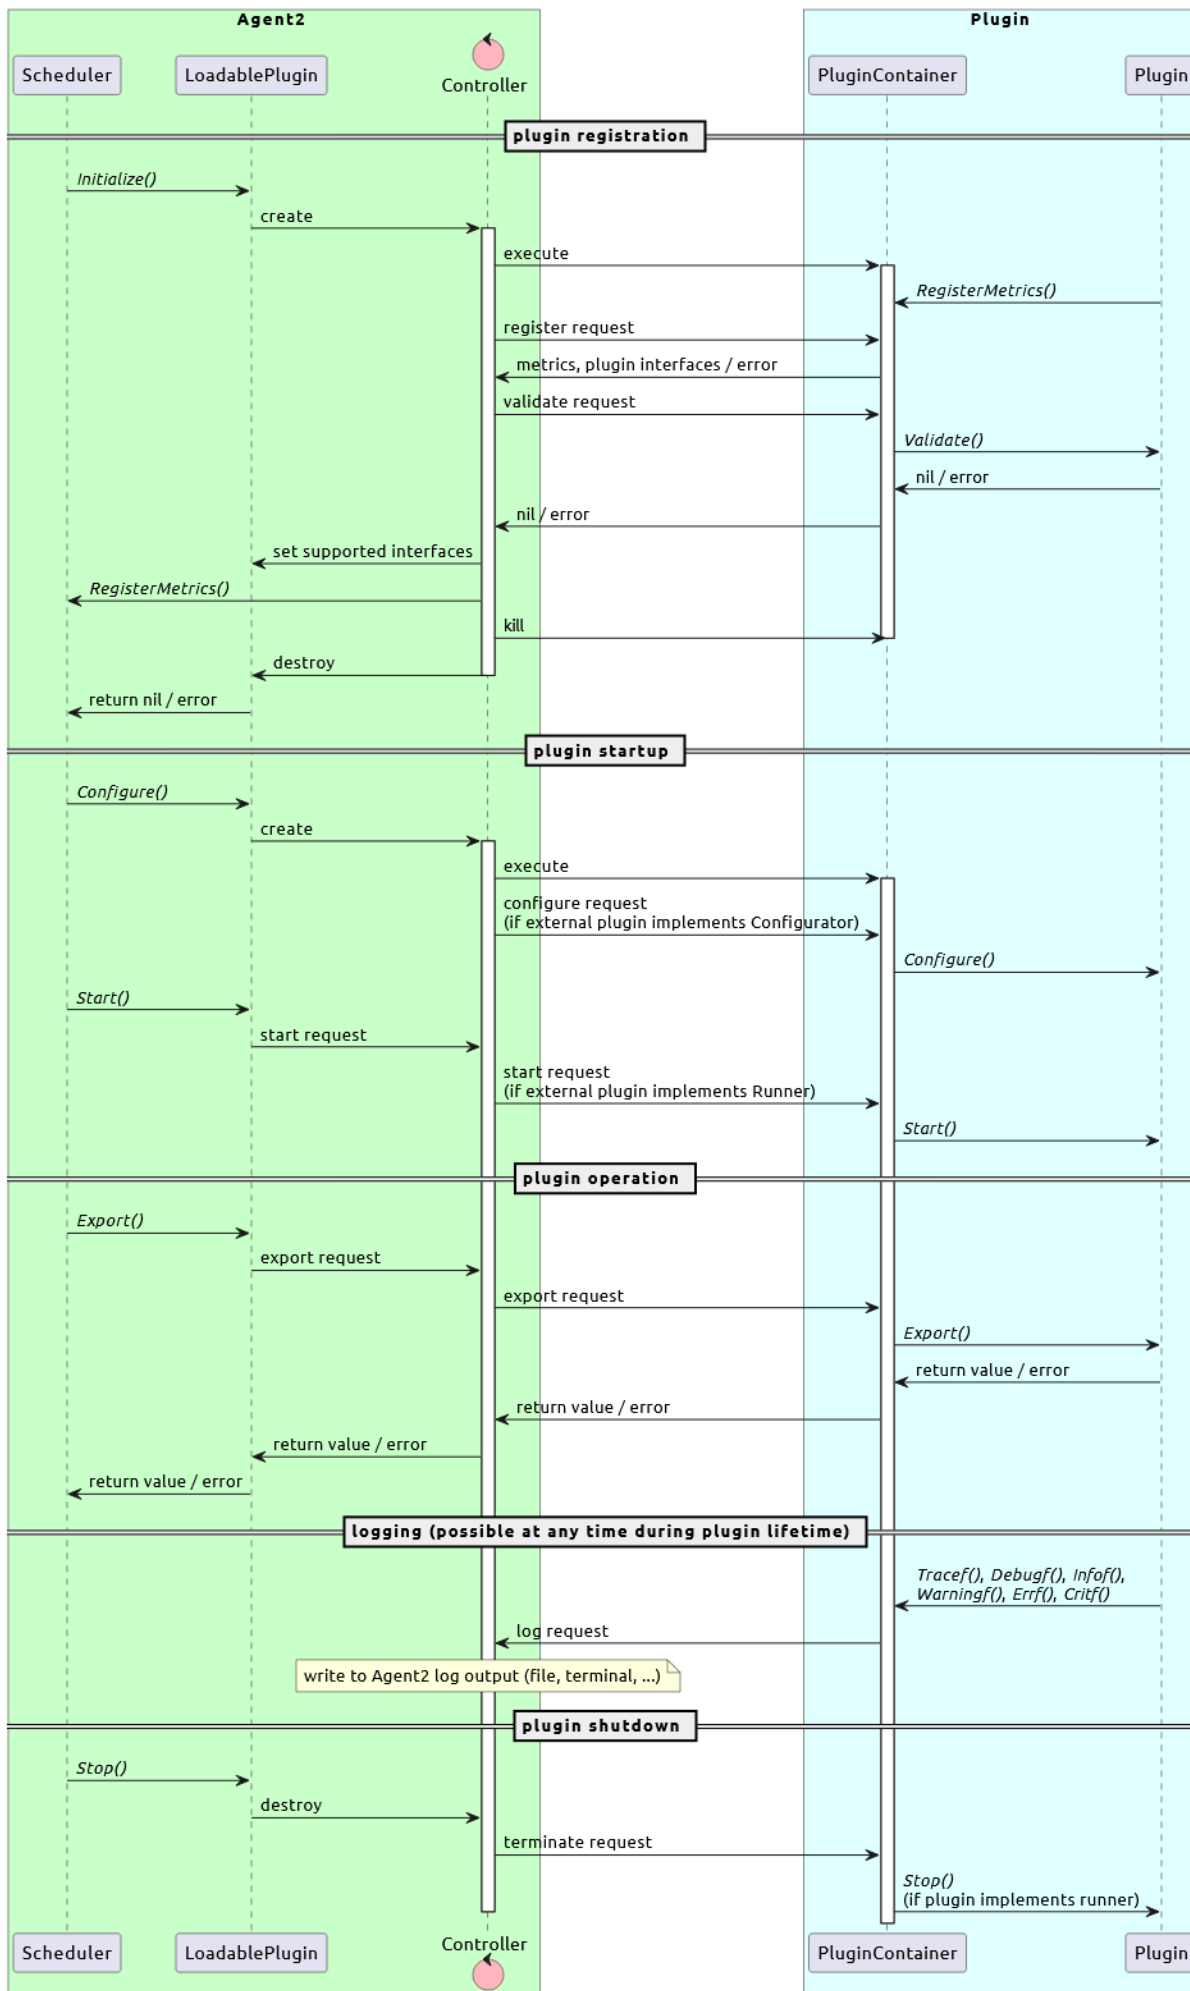 Agent2
Plugin
Scheduler
LoadablePlugin
Controller
PluginContainer
Plugin
plugin registration
Initialize()
create
execute
RegisterMetrics()
register request
metrics, plugin interfaces / error
validate request
Validate()
nil / error
nil / error
set supported interfaces
RegisterMetrics()
kill
destroy
return nil / error
plugin startup
Configure()
create
execute
configure request
(if external plugin implements Configurator)
Configure()
Start()
start request
start request
(if external plugin implements Runner)
Start()
plugin operation
Export()
export request
export request
Export()
return value / error
return value / error
return value / error
return value / error
logging (possible at any time during plugin lifetime)
Tracef(), Debugf(), Infof(),
Warningf(), Errf(), Critf()
log request
write to Agent2 log output (file, terminal, ...)
plugin shutdown
Stop()
destroy
terminate request
Stop()
(if plugin implements runner)
Scheduler
LoadablePlugin
Controller
PluginContainer
Plugin